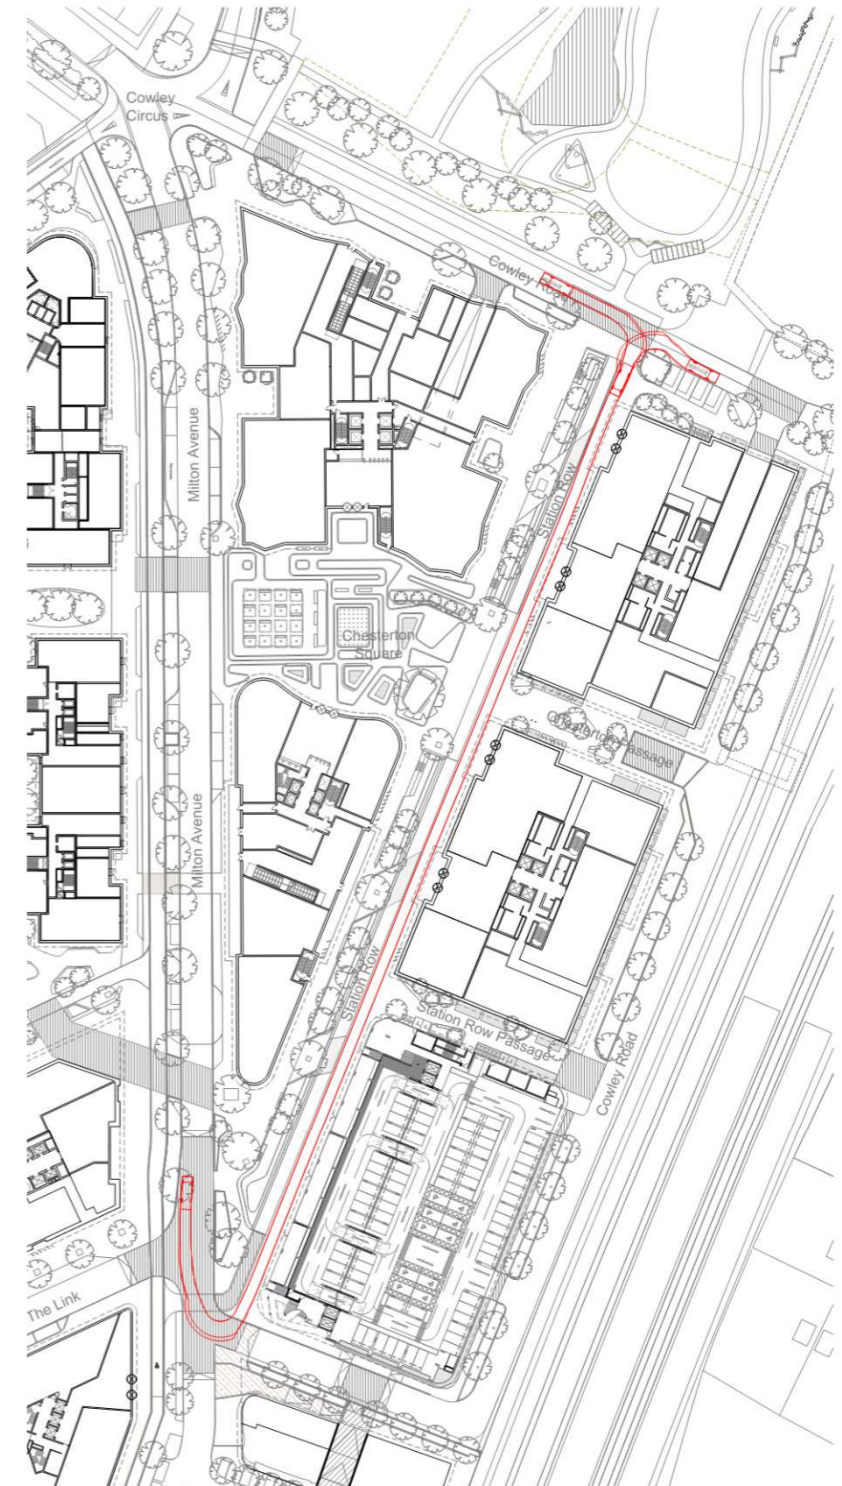 Cowley
Circus
Cowley Road
Milton Avenue
Station Row
Chesterton
Square
Chesterton Passage
Milton Avenue
Station Row
Station Row Passage
Cowley Road
The Link